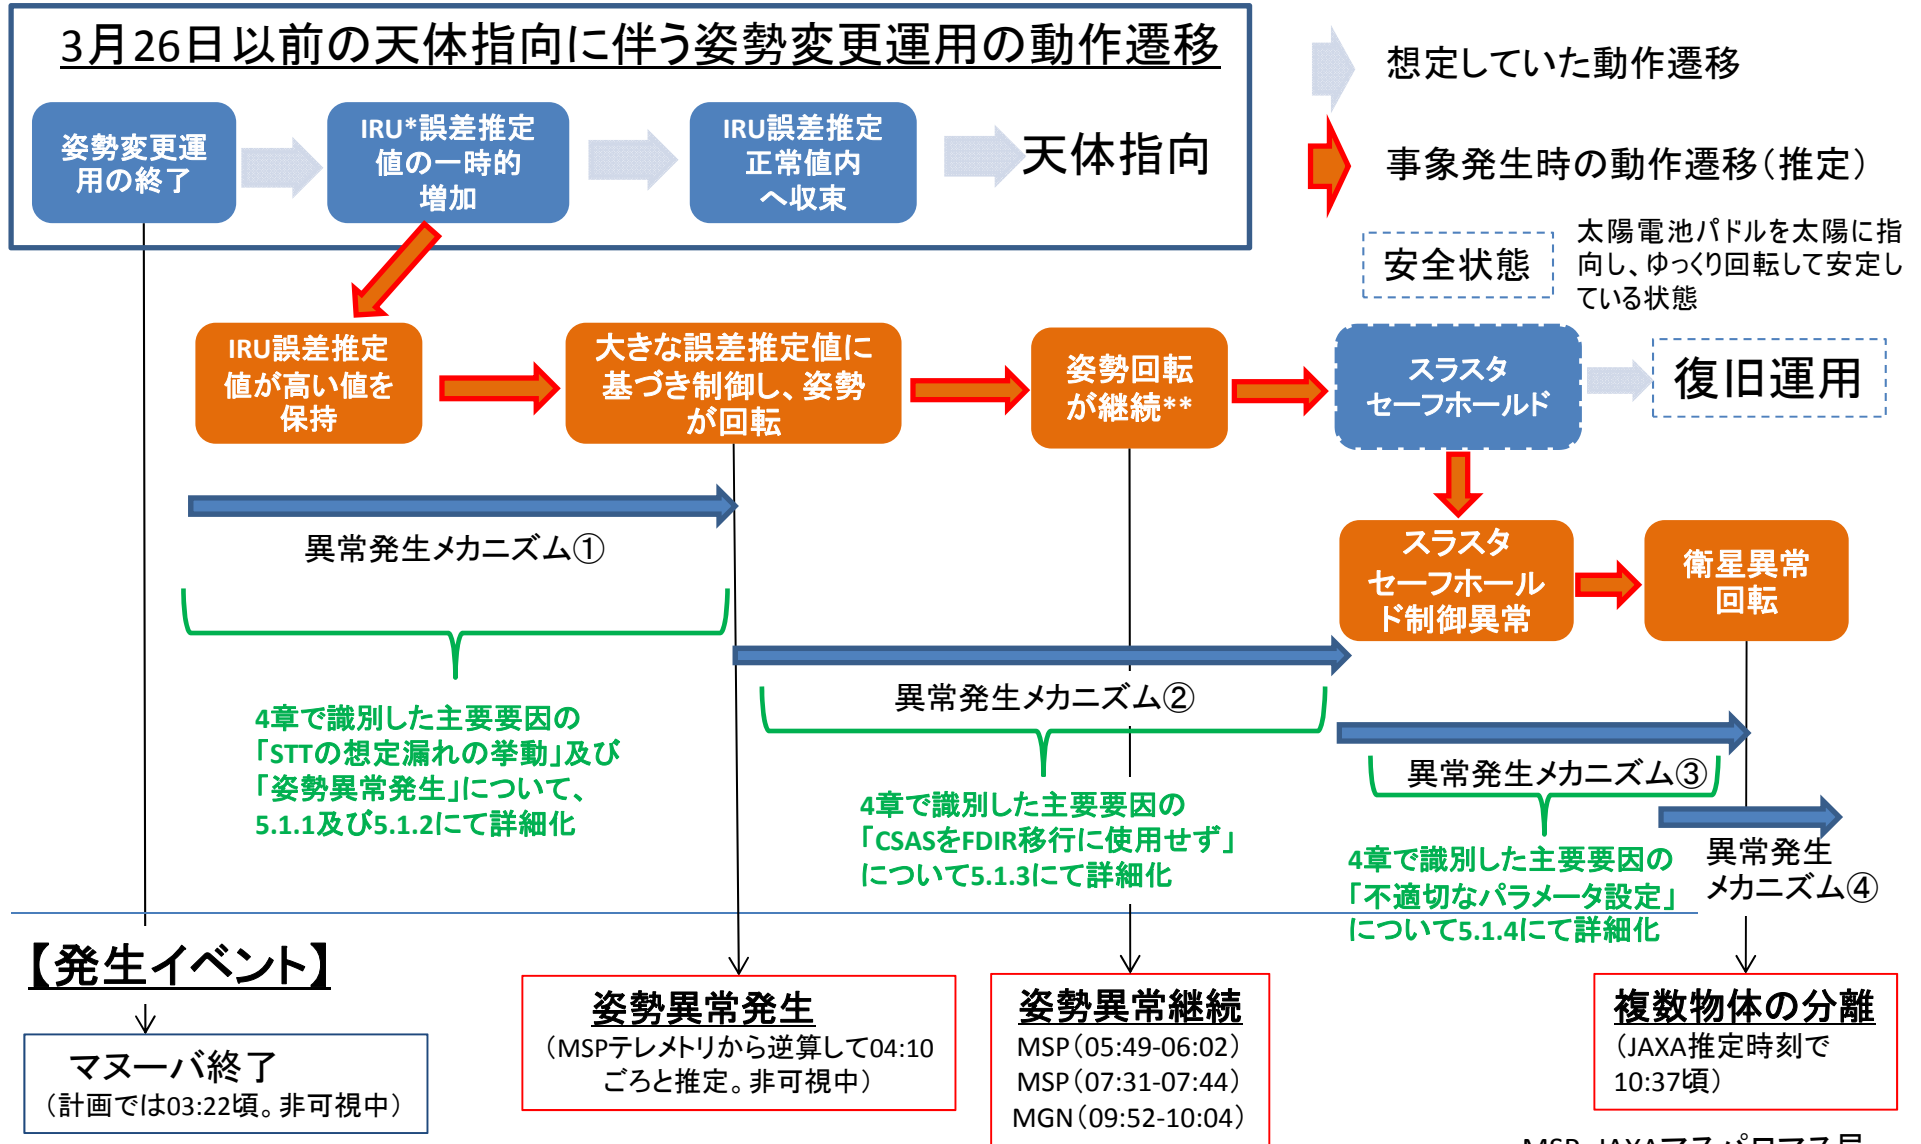 3月26日以前の天体指向に伴う姿勢変更運用の動作遷移
姿勢変更運
用の終了
IRU*誤差推定
値の一時的
増加
IRU誤差推定
正常値内
へ収束
天体指向
想定していた動作遷移
事象発生時の動作遷移（推定）
安全状態
太陽電池パドルを太陽に指
向し、ゆっくり回転して安定し
ている状態
IRU誤差推定
値が高い値を
保持
大きな誤差推定値に
基づき制御し、姿勢
が回転
姿勢回転
が継続**
スラスタ
セーフホールド
復旧運用
スラスタ
セーフホール
ド制御異常
衛星異常
回転
異常発生メカニズム①
異常発生メカニズム②
異常発生メカニズム③
異常発生
メカニズム④
4章で識別した主要要因の
「STTの想定漏れの挙動」及び
「姿勢異常発生」について、
5.1.1及び5.1.2にて詳細化
4章で識別した主要要因の
「CSASをFDIR移行に使用せず」
について5.1.3にて詳細化
4章で識別した主要要因の
「不適切なパラメータ設定」
について5.1.4にて詳細化
【発生イベント】
マヌーバ終了
（計画では03:22頃。非可視中）
姿勢異常発生
（MSPテレメトリから逆算して04:10
ごろと推定。非可視中）
姿勢異常継続
MSP（05:49-06:02）
MSP（07:31-07:44）
MGN（09:52-10:04）
複数物体の分離
（JAXA推定時刻で
10:37頃）
MSP: JAXAマスパロマス局